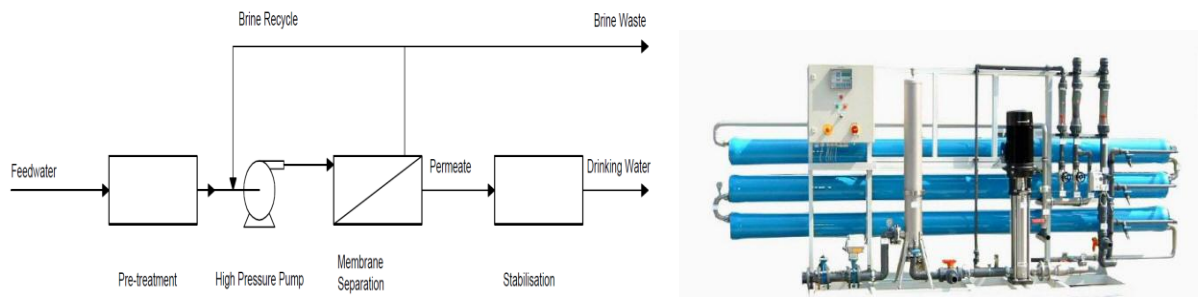 Brine Recycle
Brine Waste
Feedwater
Permeate
Drinking Water
Pre-treatment
High Pressure Pump
Membrane
Separation
Stabilisation